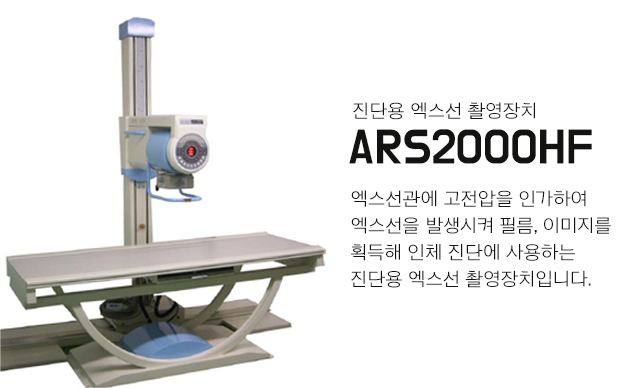 진단용 엑스선 촬영장치
ARS2000HF
엑스선관에 고전압을 인가하여
엑스선을 발생시켜 필름, 이미지를
획득해 인체 진단에 사용하는
진단용 엑스선 촬영장치입니다.